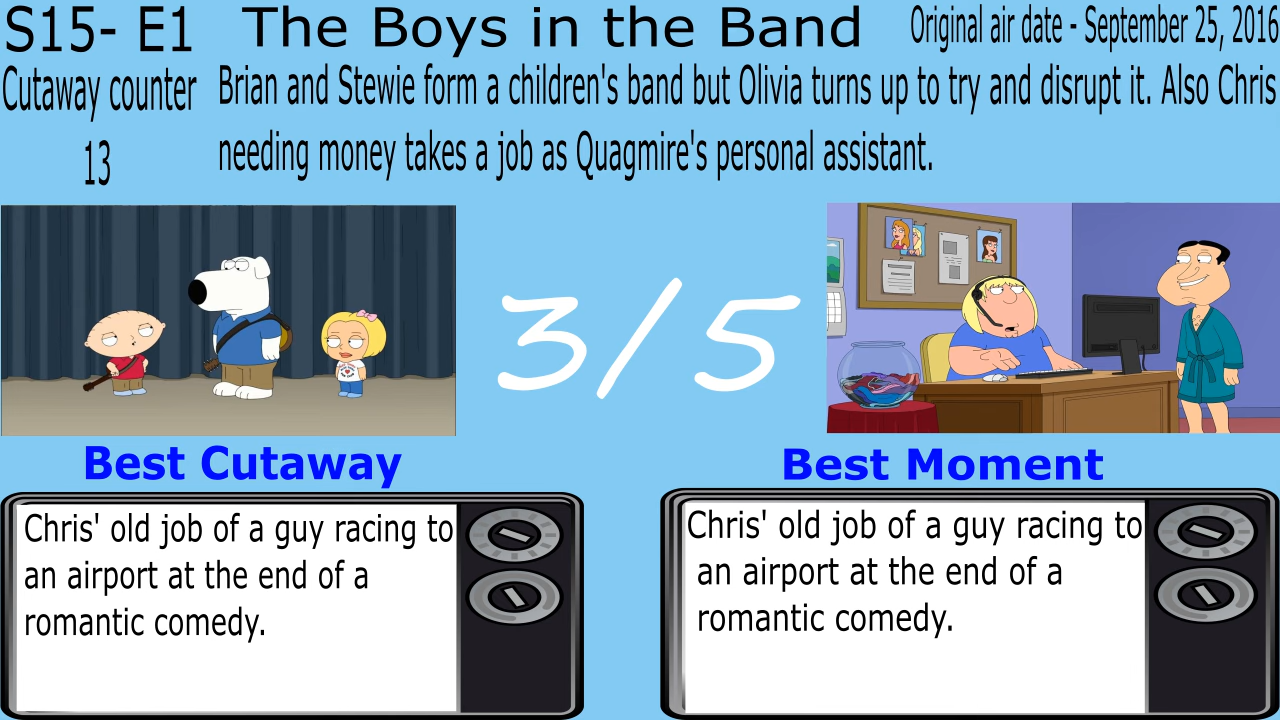 S15- E1 The Boys in the Band Original air date - September 25, 2016
Cutaway counter
13
Brian and Stewie form a children's band but Olivia turns up to try and disrupt it. Also Chris
needing money takes a job as Quagmire's personal assistant.
3/5
Best Cutaway
Chris' old job of a guy racing to
an airport at the end of a
romantic comedy.
Best Moment
Chris' old job of a guy racing to
an airport at the end of a
romantic comedy.